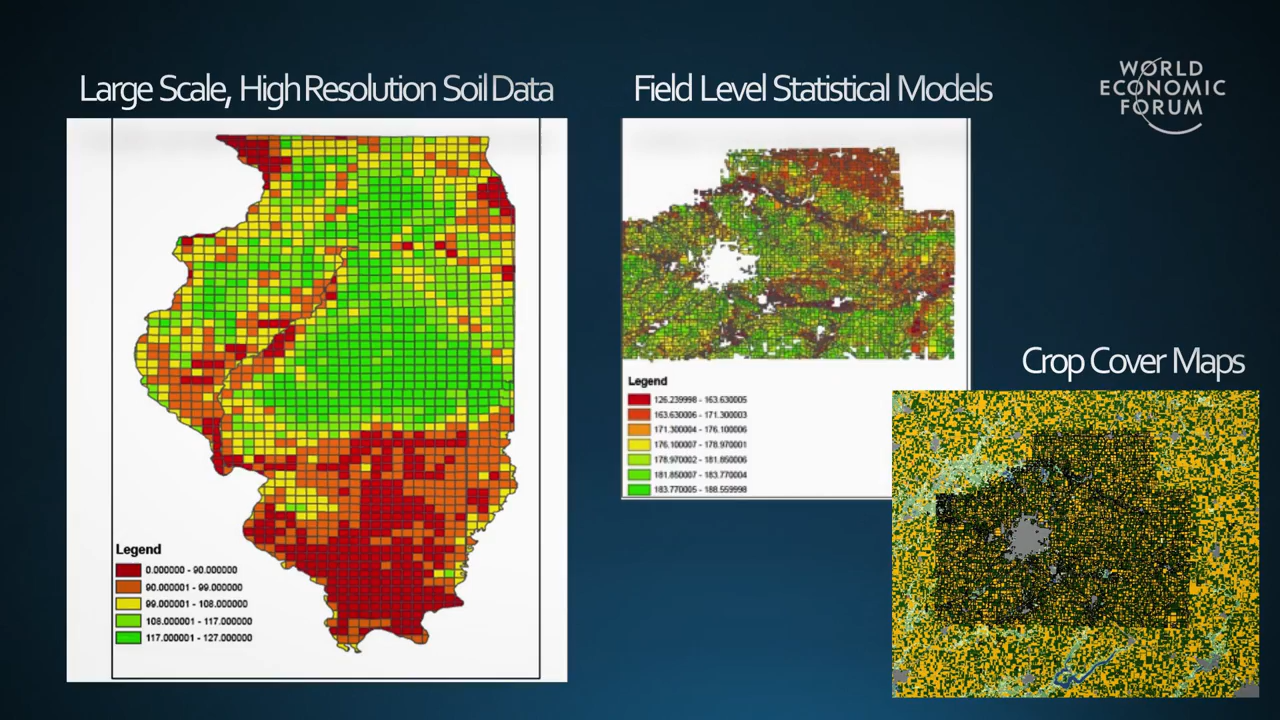 Large Scale, High Resolution Soil Data
Field Level Statistical Models
WORLD
ECONOMIC
FORUM
Legend
0.000000 - 90.000000
90.000001 - 99.000000
99.000001 - 108.000000
108.000001 - 117.000000
117.000001 - 127.000000
Legend
126.239998 - 163.630005
163.630006 - 171.300003
171.300004 - 176.100006
176.100007 - 178.970001
178.970002 - 181.850006
181.850007 - 183.770004
183.770005 - 188.559998
Crop Cover Maps